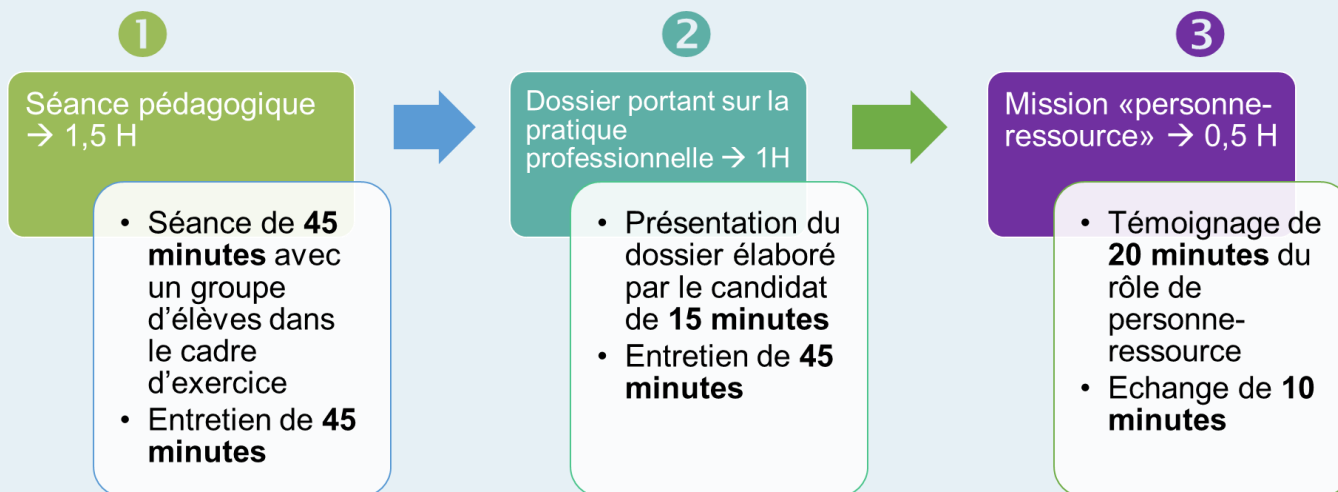 1
Séance pédagogique
→ 1,5 H
• Séance de 45
minutes avec
un groupe
d’élèves dans
le cadre
d’exercice
• Entretien de 45
minutes
2
Dossier portant sur la
pratique
professionnelle → 1H
• Présentation du
dossier élaboré
par le candidat
de 15 minutes
• Entretien de 45
minutes
3
Mission «personne-
ressource» → 0,5 H
• Témoignage de
20 minutes du
rôle de
personne-
ressource
• Echange de 10
minutes